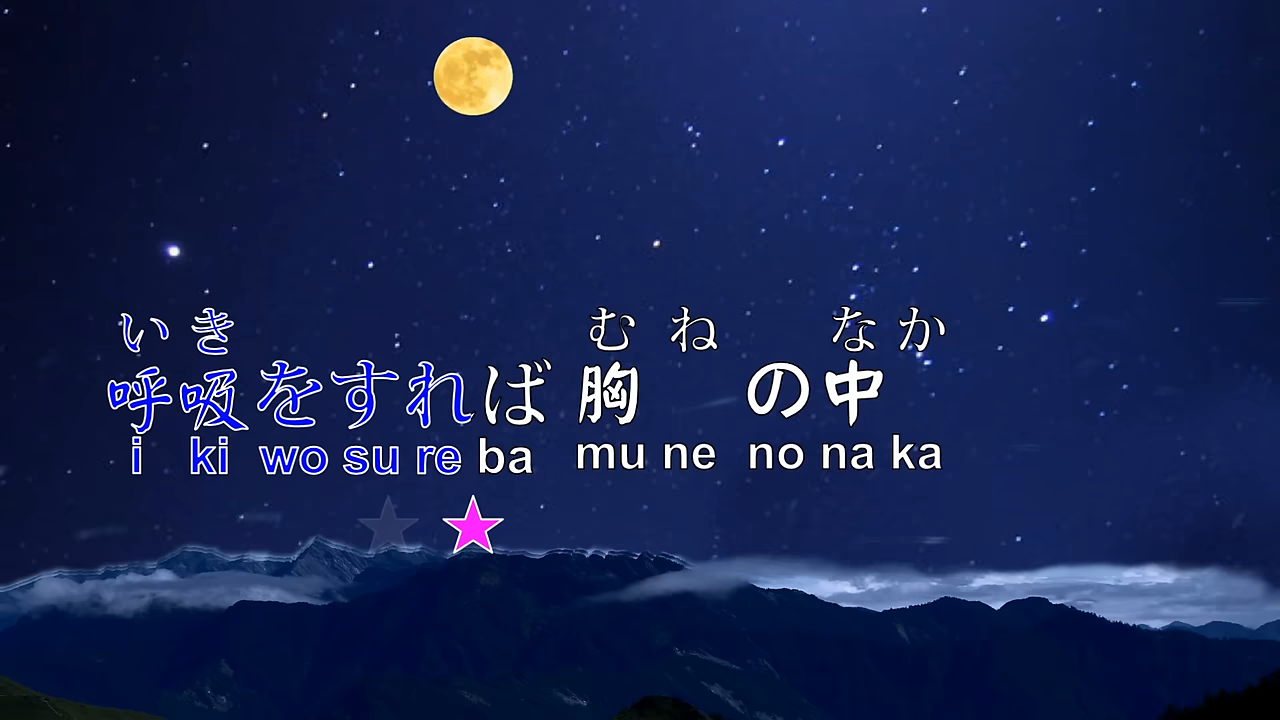 い き む ね な か
呼吸をすれば 胸 の中
i ki wo su re ba mu ne no na ka